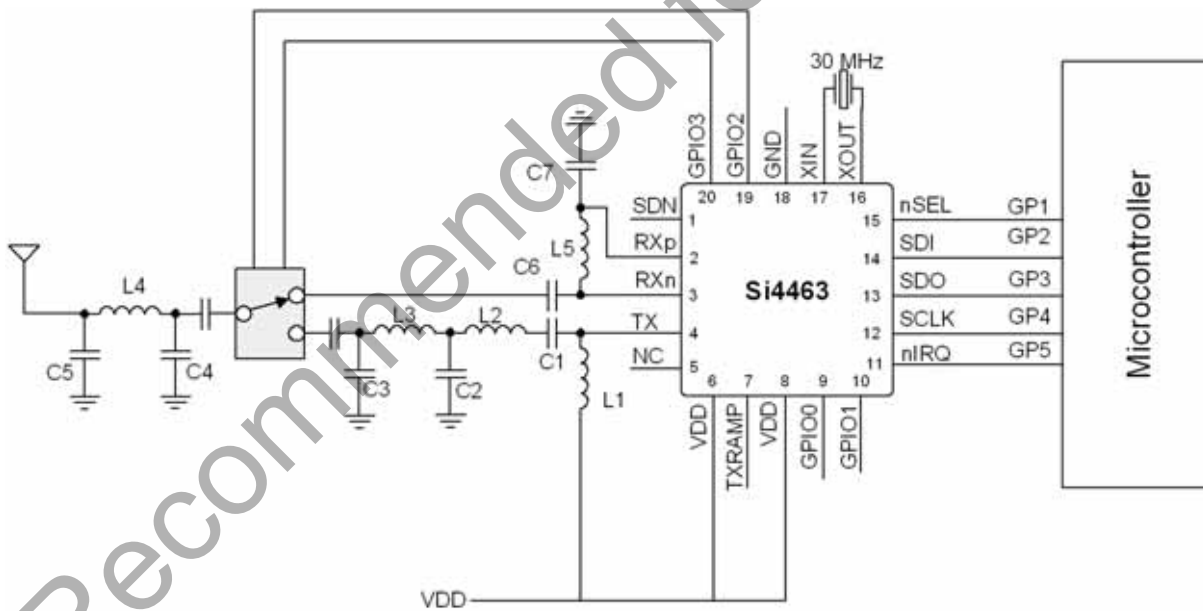 Recommended fo
30 MHz
GPIO3
GPIO2
GND
XIN
XOUT
20
19
18
17
16
C7
SDN
1
RXp
2
L5
C6
RXn
3
Si4463
TX
4
NC
5
15
nSEL
GP1
14
SDI
GP2
13
SDO
GP3
12
SCLK
GP4
11
nIRQ
GP5
Microcontroller
L4
L3
L2
C5
C4
C3
C2
C1
L1
6
7
8
9
10
VDD
TXRAMP
VDD
GPIO0
GPIO1
VDD